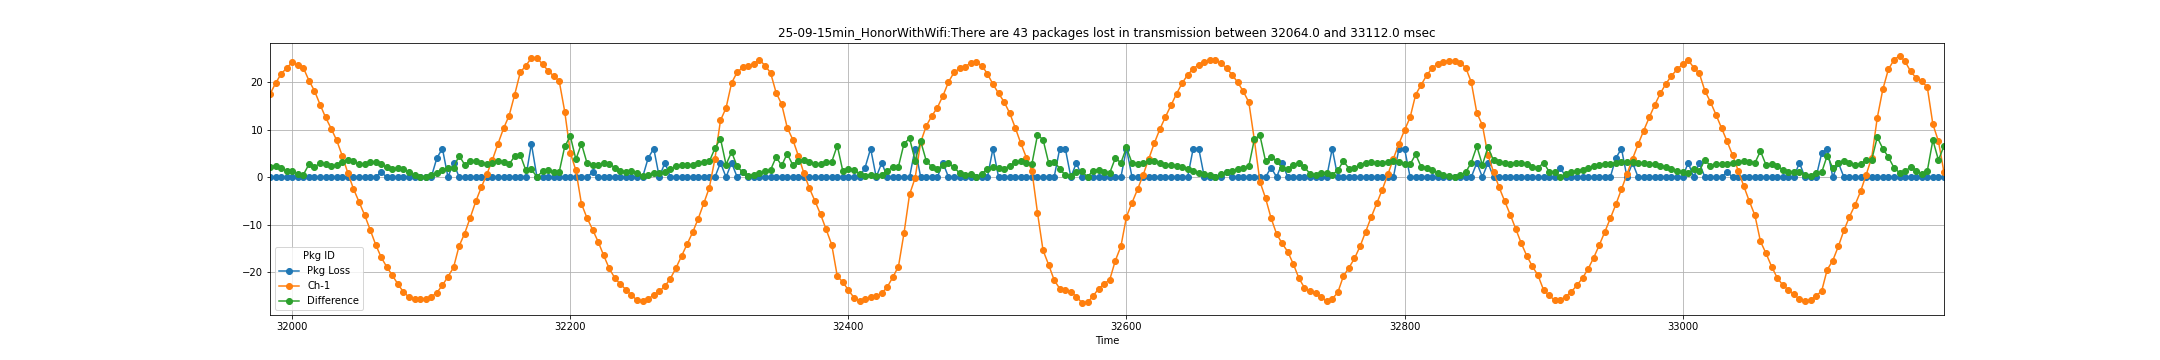 25-09-15min_HonorWithWifi:There are 43 packages lost in transmission between 32064.0 and 33112.0 msec
20
10
0
−10
−20
Pkg ID
Pkg Loss
Ch-1
Difference
32000 32200 32400 32600 32800 33000
Time